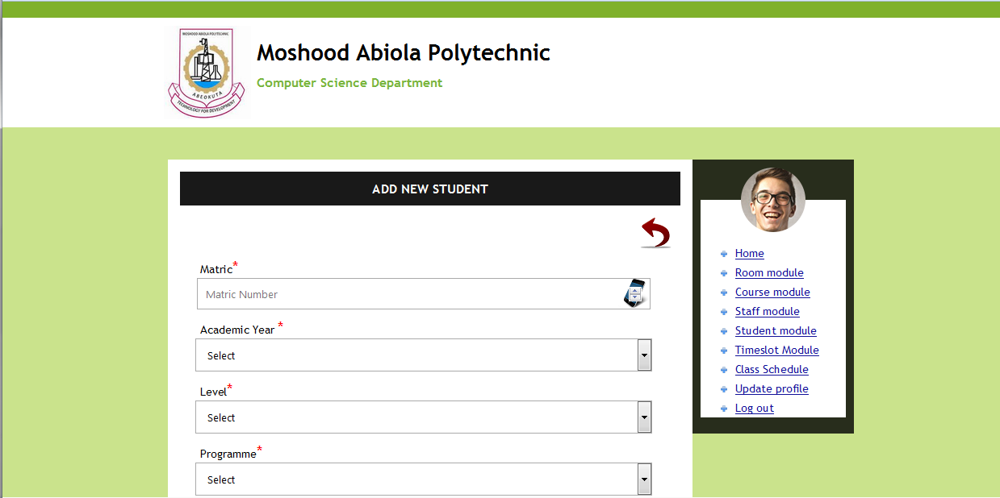 MOSHOOD ABIOLA POLYTECHNIC
ABEOKUTA
TECHNOLOGY FOR DEVELOPMENT
Moshood Abiola Polytechnic
Computer Science Department
ADD NEW STUDENT
Matric*
Matric Number
Academic Year *
Select
Level*
Select
Programme*
Select
Home
Room module
Course module
Staff module
Student module
Timeslot Module
Class Schedule
Update profile
Log out